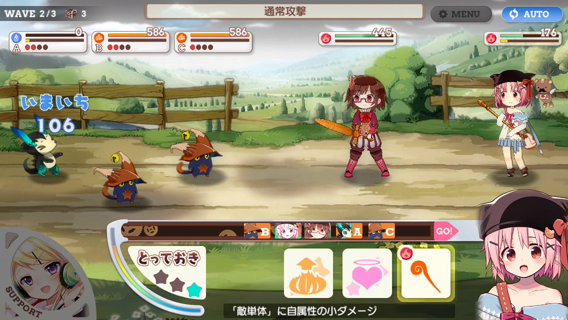 WAVE 2/3 3
通常攻撃
MENU
AUTO
A 0
B 586
C 586
445
176
いまいち
106
B A C GO!
とっておき
SUPPORT
「敵単体」に自属性の小ダメージ